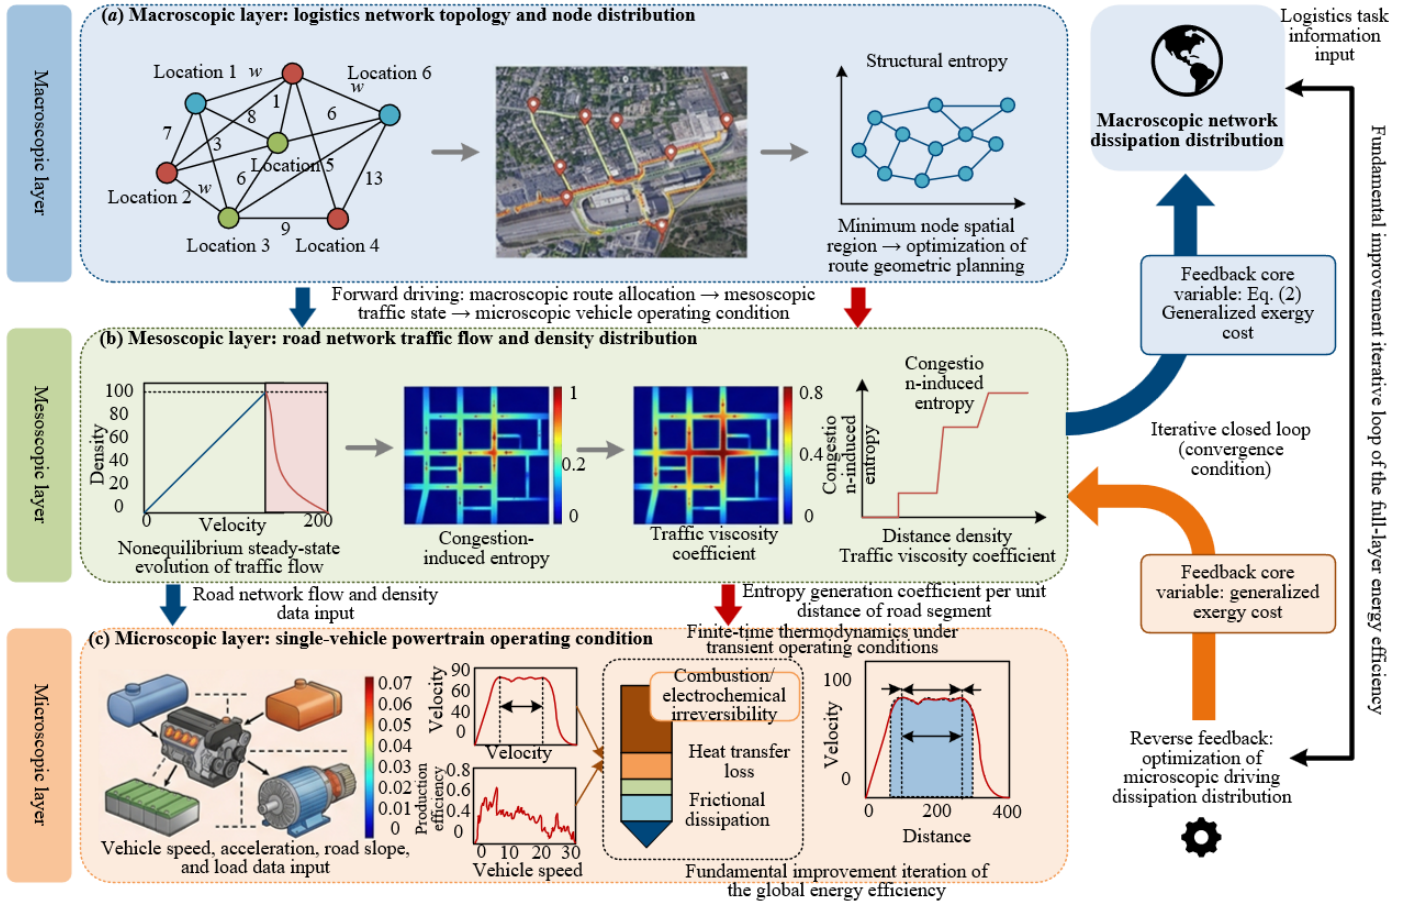 Macroscopic layer
(a) Macroscopic layer: logistics network topology and node distribution
Location 1
w
Location 6
w
1
8
6
7
3
Location 5
6
13
Location 2
w
9
Location 3
Location 4
Structural entropy
Minimum node spatial
region → optimization of
route geometric planning
Logistics task
information
input
Macroscopic network
dissipation distribution
Forward driving: macroscopic route allocation → mesoscopic
traffic state → microscopic vehicle operating condition
Feedback core
variable: Eq. (2)
Generalized exergy
cost
Fundamental improvement iterative loop of the full-layer energy efficiency
Mesoscopic layer
(b) Mesoscopic layer: road network traffic flow and density distribution
Density
100
80
60
40
20
0
0
Velocity
200
Nonequilibrium steady-state
evolution of traffic flow
1
0.2
0
Congestion-
induced entropy
0.8
0.4
0
Traffic viscosity
coefficient
Congestio
n-induced
entropy
Congestio
n-induced
entropy
Distance density
Traffic viscosity coefficient
Iterative closed loop
(convergence
condition)
Road network flow and density
data input
Entropy generation coefficient per unit
distance of road segment
Feedback core
variable: generalized
exergy cost
Microscopic layer
(c) Microscopic layer: single-vehicle powertrain operating condition
Finite-time thermodynamics under
transient operating conditions
0.07
0.06
0.05
0.04
0.03
0.02
0.01
0
Vehicle speed, acceleration, road slope,
and load data input
Velocity
90
60
40
0
Velocity
Production
efficiency
0.8
0.6
0.4
0
0 10 20 30
Vehicle speed
Combustion/
electrochemical
irreversibility
Heat transfer
loss
Frictional
dissipation
Velocity
100
0
0 200 400
Distance
Fundamental improvement iteration of
the global energy efficiency
Reverse feedback:
optimization of
microscopic driving
dissipation distribution